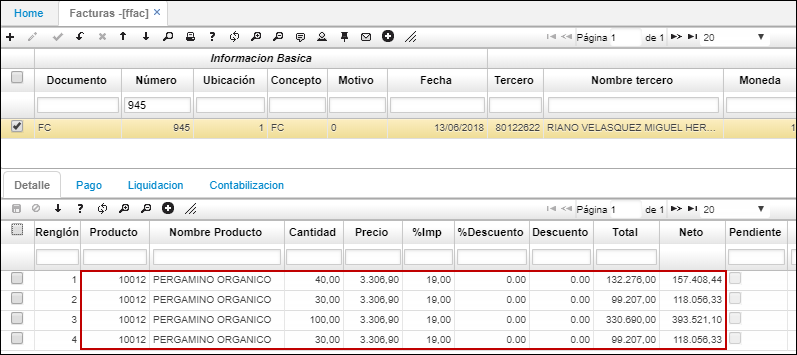 Home Facturas -[ffac] ×
Página 1 de 1 20
Informacion Basica
Documento Número Ubicación Concepto Motivo Fecha Tercero Nombre tercero Moneda
945
FC 945 1 FC 0 13/06/2018 80122622 RIANO VELASQUEZ MIGUEL HER... 1
Detalle Pago Liquidacion Contabilizacion
Página 1 de 1 20
Renglón Producto Nombre Producto Cantidad Precio %Imp %Descuento Descuento Total Neto Pendiente
1 10012 PERGAMINO ORGANICO 40,00 3.306,90 19,00 0.00 0.00 132.276,00 157.408,44
2 10012 PERGAMINO ORGANICO 30,00 3.306,90 19,00 0.00 0.00 99.207,00 118.056,33
3 10012 PERGAMINO ORGANICO 100,00 3.306,90 19,00 0.00 0.00 330.690,00 393.521,10
4 10012 PERGAMINO ORGANICO 30,00 3.306,90 19,00 0.00 0.00 99.207,00 118.056,33